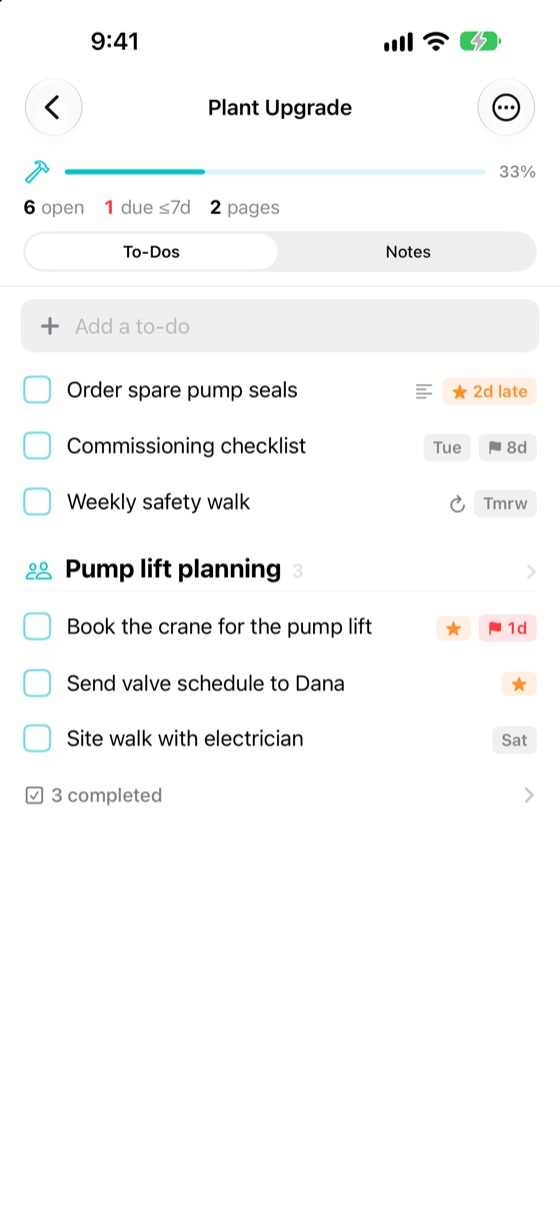 9:41
Plant Upgrade
33%
6 open 1 due ≤7d 2 pages
To-Dos Notes
Add a to-do
Order spare pump seals 2d late
Commissioning checklist Tue 8d
Weekly safety walk Tmrw
Pump lift planning 3
Book the crane for the pump lift 1d
Send valve schedule to Dana
Site walk with electrician Sat
3 completed